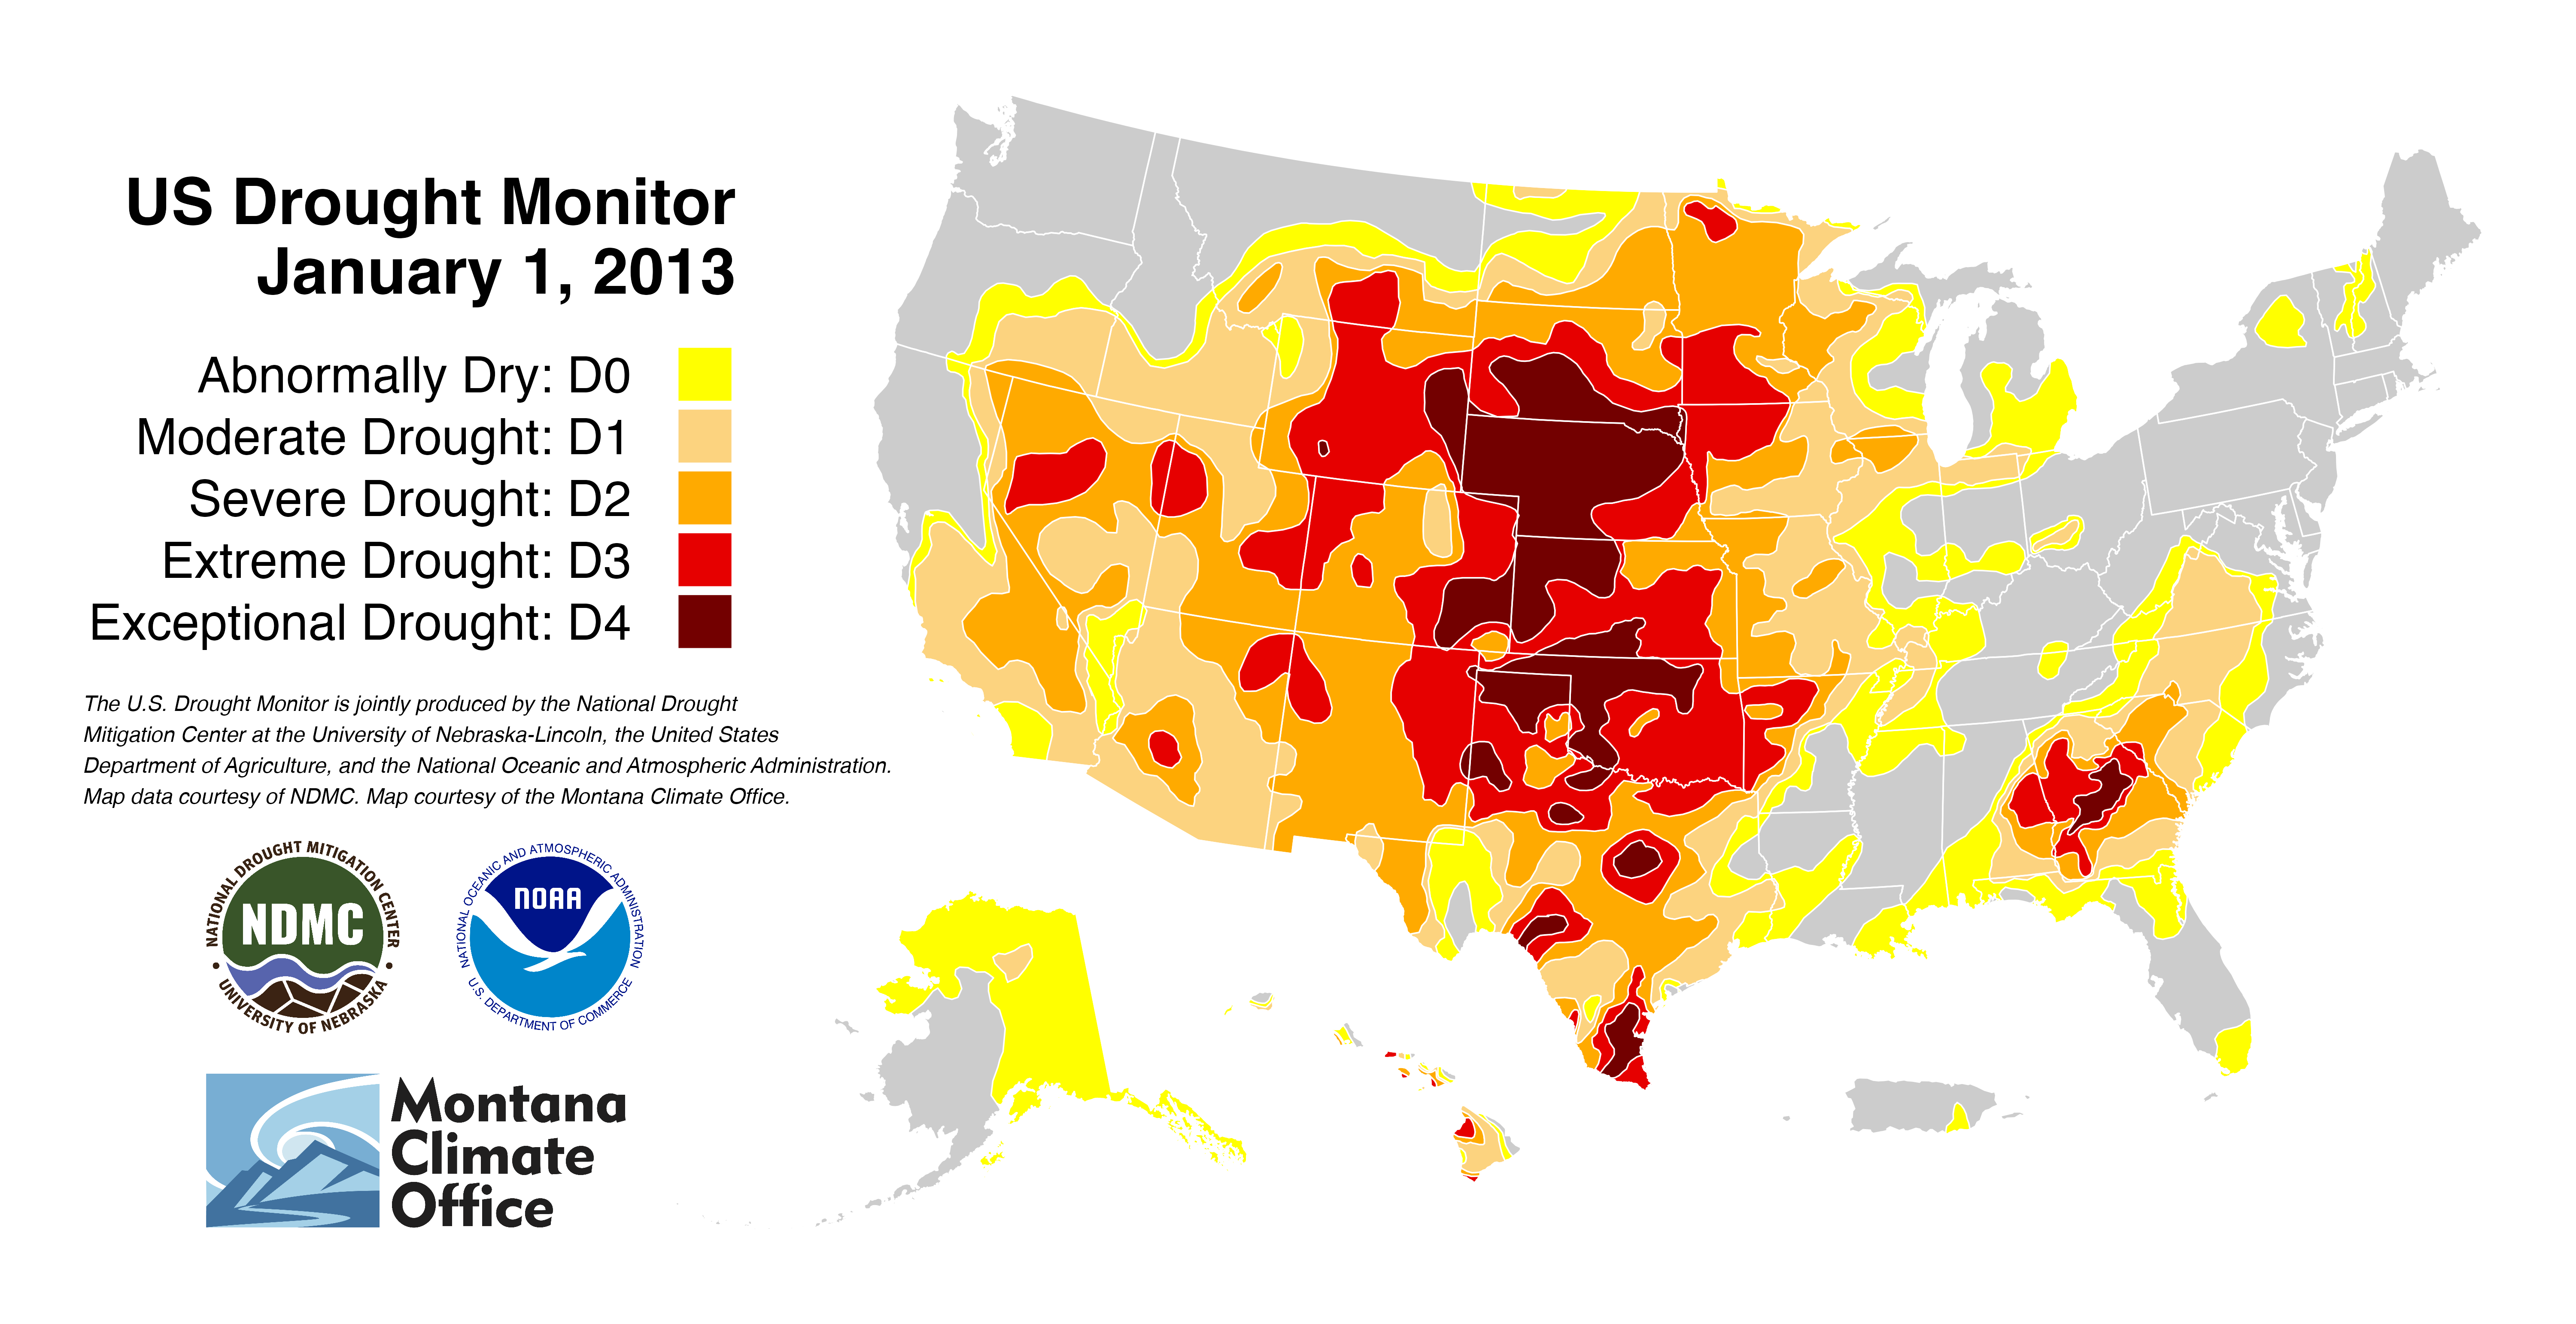 US Drought Monitor
January 1, 2013
Abnormally Dry: D0
Moderate Drought: D1
Severe Drought: D2
Extreme Drought: D3
Exceptional Drought: D4
The U.S. Drought Monitor is jointly produced by the National Drought
Mitigation Center at the University of Nebraska-Lincoln, the United States
Department of Agriculture, and the National Oceanic and Atmospheric Administration.
Map data courtesy of NDMC. Map courtesy of the Montana Climate Office.
NATIONAL DROUGHT MITIGATION CENTER
NDMC
• UNIVERSITY OF NEBRASKA •
NATIONAL OCEANIC AND ATMOSPHERIC ADMINISTRATION
NOAA
U.S. DEPARTMENT OF COMMERCE
Montana
Climate
Office